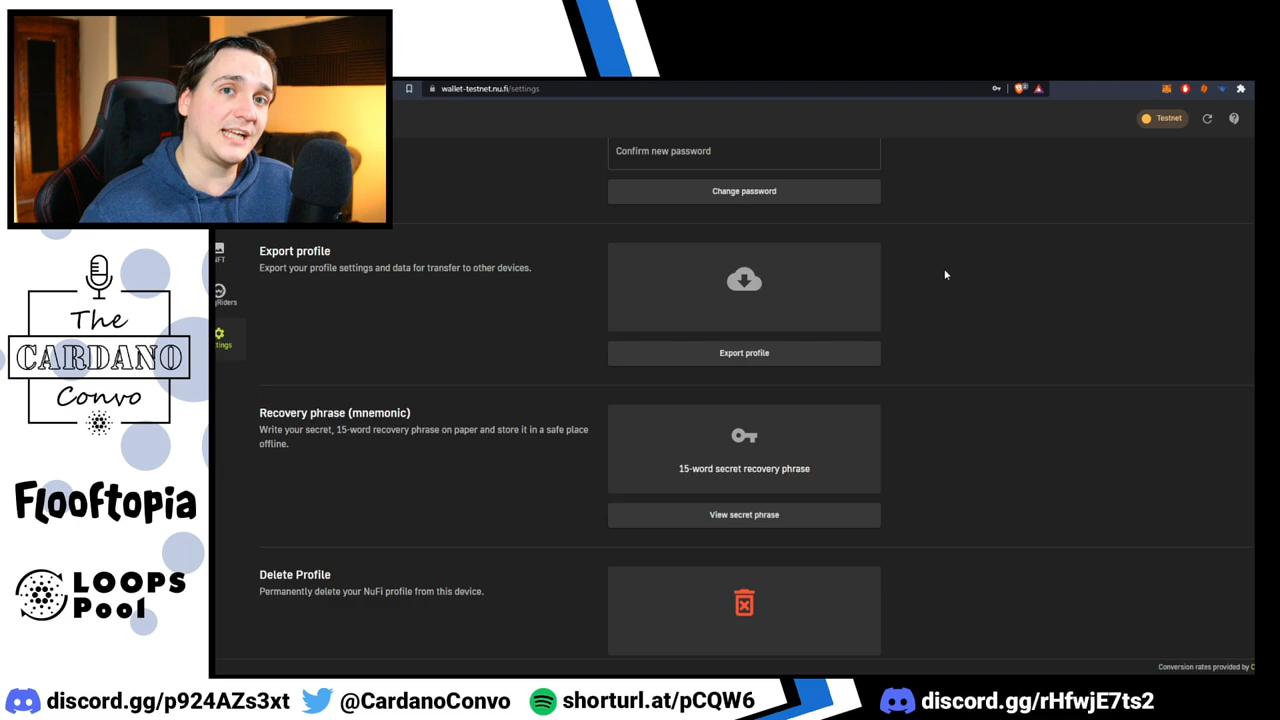 wallet-testnet.nu.fi/settings
Testnet
Confirm new password
Change password
Export profile
Export your profile settings and data for transfer to other devices.
Export profile
Recovery phrase (mnemonic)
Write your secret, 15-word recovery phrase on paper and store it in a safe place
offline.
15-word secret recovery phrase
View secret phrase
Delete Profile
Permanently delete your NuFi profile from this device.
Conversion rates provided by
The
CARDANO
Convo
Flooftopia
LOOPS
Pool
discord.gg/p924AZs3xt
@CardanoConvo
shorturl.at/pCQW6
discord.gg/rHfwjE7ts2